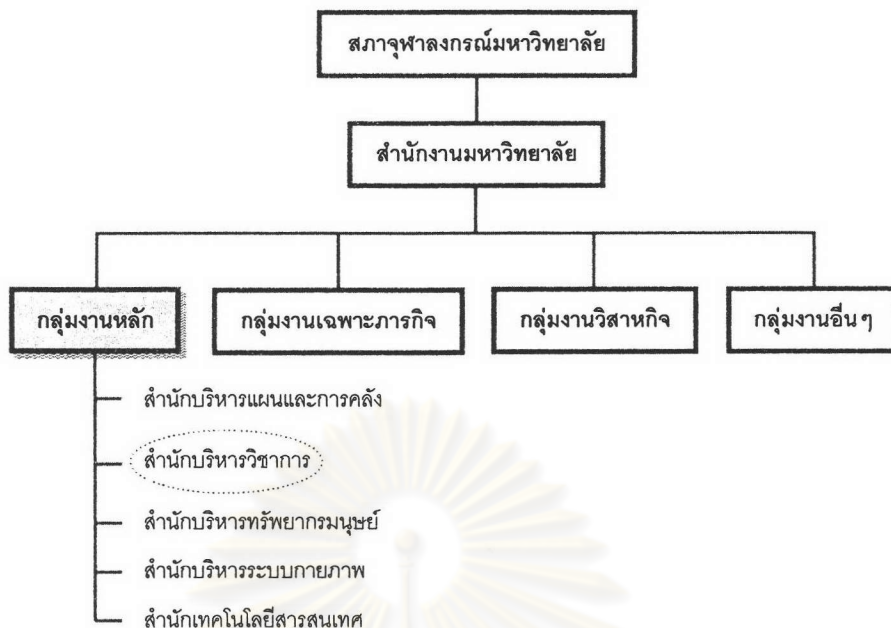 สภาจุฬาลงกรณ์มหาวิทยาลัย
สำนักงานมหาวิทยาลัย
กลุ่มงานหลัก
กลุ่มงานเฉพาะภารกิจ
กลุ่มงานวิสาหกิจ
กลุ่มงานอื่นๆ
สำนักบริหารแผนและการคลัง
สำนักบริหารวิชาการ
สำนักบริหารทรัพยากรมนุษย์
สำนักบริหารระบบกายภาพ
สำนักเทคโนโลยีสารสนเทศ